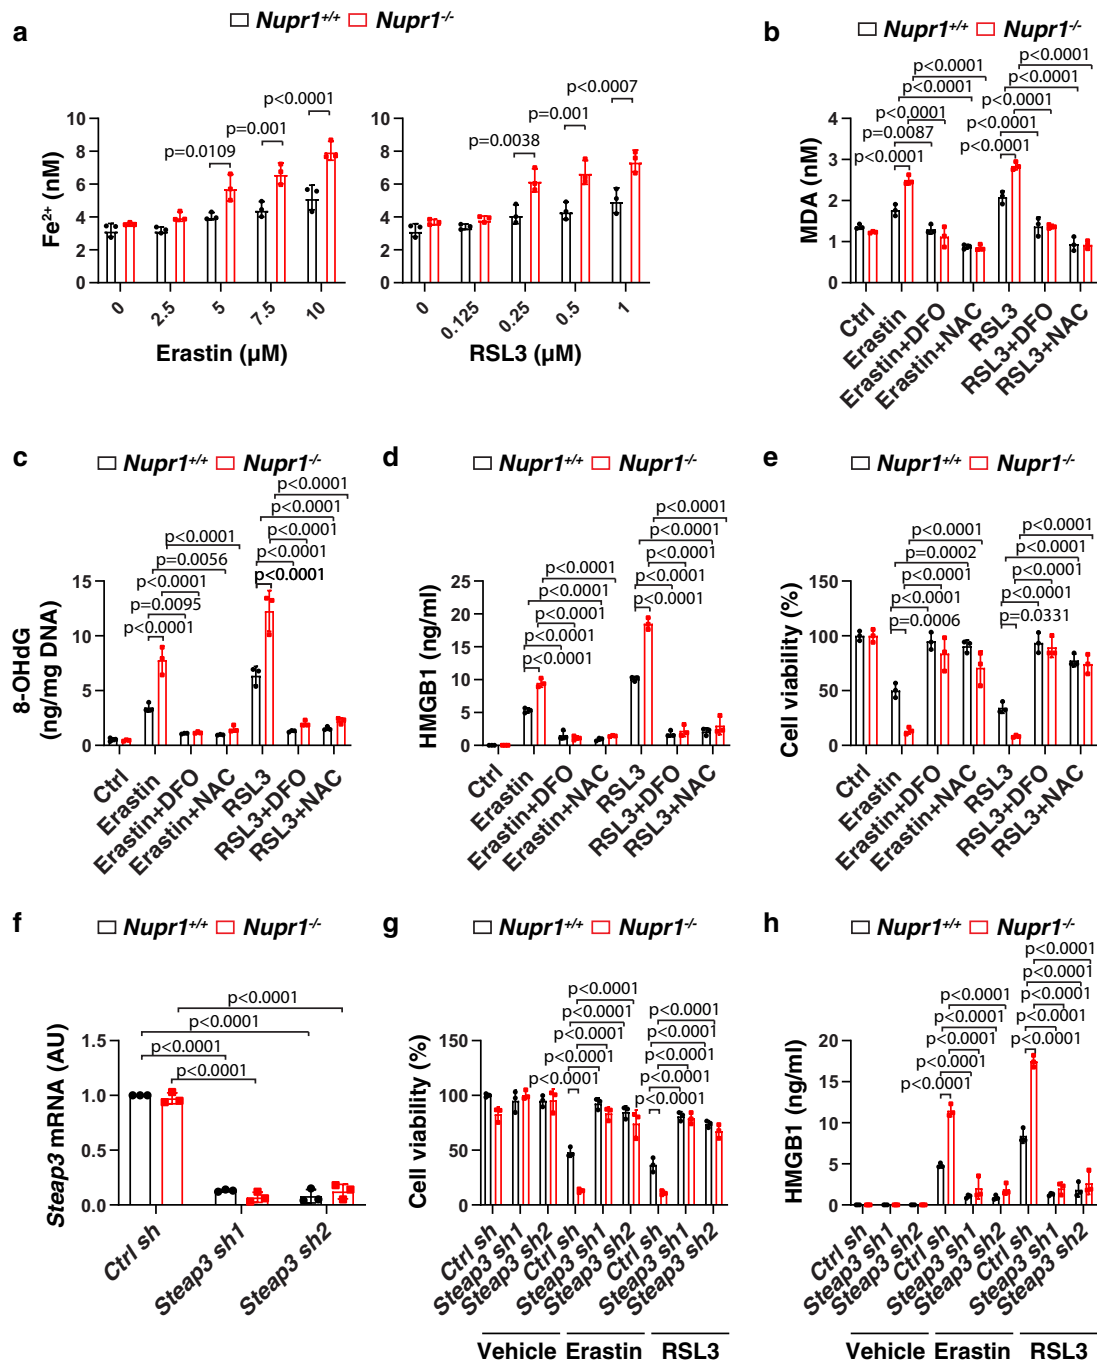 a
Nupr1+/+ Nupr1-/-
Fe2+ (nM)
10
8
6
4
2
0
p=0.0109
p=0.001
p<0.0001
0 2.5 5 7.5 10
Erastin (µM)
10
8
6
4
2
0
p=0.0038
p=0.001
p<0.0007
0 0.125 0.25 0.5 1
RSL3 (µM)
b
Nupr1+/+ Nupr1-/-
MDA (nM)
4
3
2
1
0
p<0.0001
p<0.0001
p<0.0001
p=0.0087
p<0.0001
p<0.0001
p<0.0001
p<0.0001
p<0.0001
p<0.0001
Ctrl
Erastin
Erastin+DFO
Erastin+NAC
RSL3
RSL3+DFO
RSL3+NAC
c
Nupr1+/+ Nupr1-/-
8-OHdG
(ng/mg DNA)
15
10
5
0
p<0.0001
p=0.0056
p<0.0001
p=0.0095
p<0.0001
p<0.0001
p<0.0001
p<0.0001
p<0.0001
p<0.0001
Ctrl
Erastin
Erastin+DFO
Erastin+NAC
RSL3
RSL3+DFO
RSL3+NAC
d
Nupr1+/+ Nupr1-/-
HMGB1 (ng/ml)
25
20
15
10
5
0
p<0.0001
p<0.0001
p<0.0001
p<0.0001
p<0.0001
p<0.0001
p<0.0001
p<0.0001
p<0.0001
p<0.0001
Ctrl
Erastin
Erastin+DFO
Erastin+NAC
RSL3
RSL3+DFO
RSL3+NAC
e
Nupr1+/+ Nupr1-/-
Cell viability (%)
150
100
50
0
p<0.0001
p=0.0002
p<0.0001
p<0.0001
p=0.0006
p<0.0001
p<0.0001
p<0.0001
p<0.0001
p=0.0331
Ctrl
Erastin
Erastin+DFO
Erastin+NAC
RSL3
RSL3+DFO
RSL3+NAC
f
Nupr1+/+ Nupr1-/-
Steap3 mRNA (AU)
1.5
1.0
0.5
0.0
p<0.0001
p<0.0001
p<0.0001
p<0.0001
Ctrl sh
Steap3 sh1
Steap3 sh2
g
Nupr1+/+ Nupr1-/-
Cell viability (%)
150
100
50
0
p<0.0001
p<0.0001
p<0.0001
p<0.0001
p<0.0001
p<0.0001
p<0.0001
p<0.0001
p<0.0001
p<0.0001
Ctrl sh
Steap3 sh1
Steap3 sh2
Ctrl sh
Steap3 sh1
Steap3 sh2
Ctrl sh
Steap3 sh1
Steap3 sh2
Vehicle Erastin RSL3
h
Nupr1+/+ Nupr1-/-
HMGB1 (ng/ml)
20
15
10
5
0
p<0.0001
p<0.0001
p<0.0001
p<0.0001
p<0.0001
p<0.0001
p<0.0001
p<0.0001
p<0.0001
p<0.0001
Ctrl sh
Steap3 sh1
Steap3 sh2
Ctrl sh
Steap3 sh1
Steap3 sh2
Ctrl sh
Steap3 sh1
Steap3 sh2
Vehicle Erastin RSL3